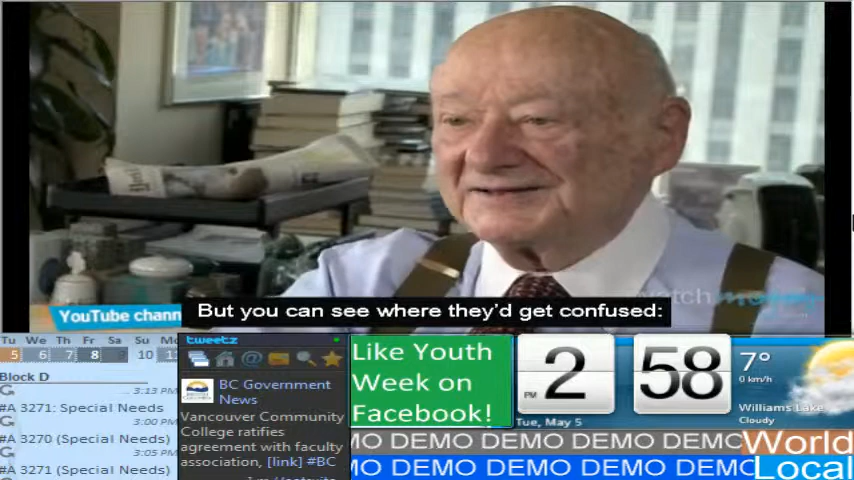 YouTube chann
But you can see where they'd get confused:
Tu We Th Fr Sa Su Mo
5 6 7 8 9 10 11
Block D
3:13 PM
#A 3271: Special Needs
3:00 PM
#A 3270 (Special Needs)
3:05 PM
#A 3271 (Special Needs)
tweetz
BC Government
News
Vancouver Community
College ratifies
agreement with faculty
association, [link] #BC
Like Youth
Week on
Facebook!
PM
2 58
Tue, May 5
7°
0 km/h
Williams Lake
Cloudy
MO DEMO DEMO DEMO DEMO DEMC
World
MO DEMO DEMO DEMO DEMO DEMO
Local